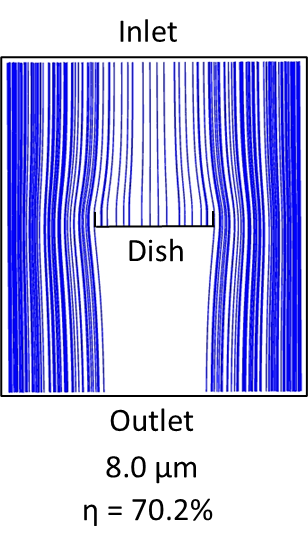 Inlet
Dish
Outlet
8.0 μm
η = 70.2%